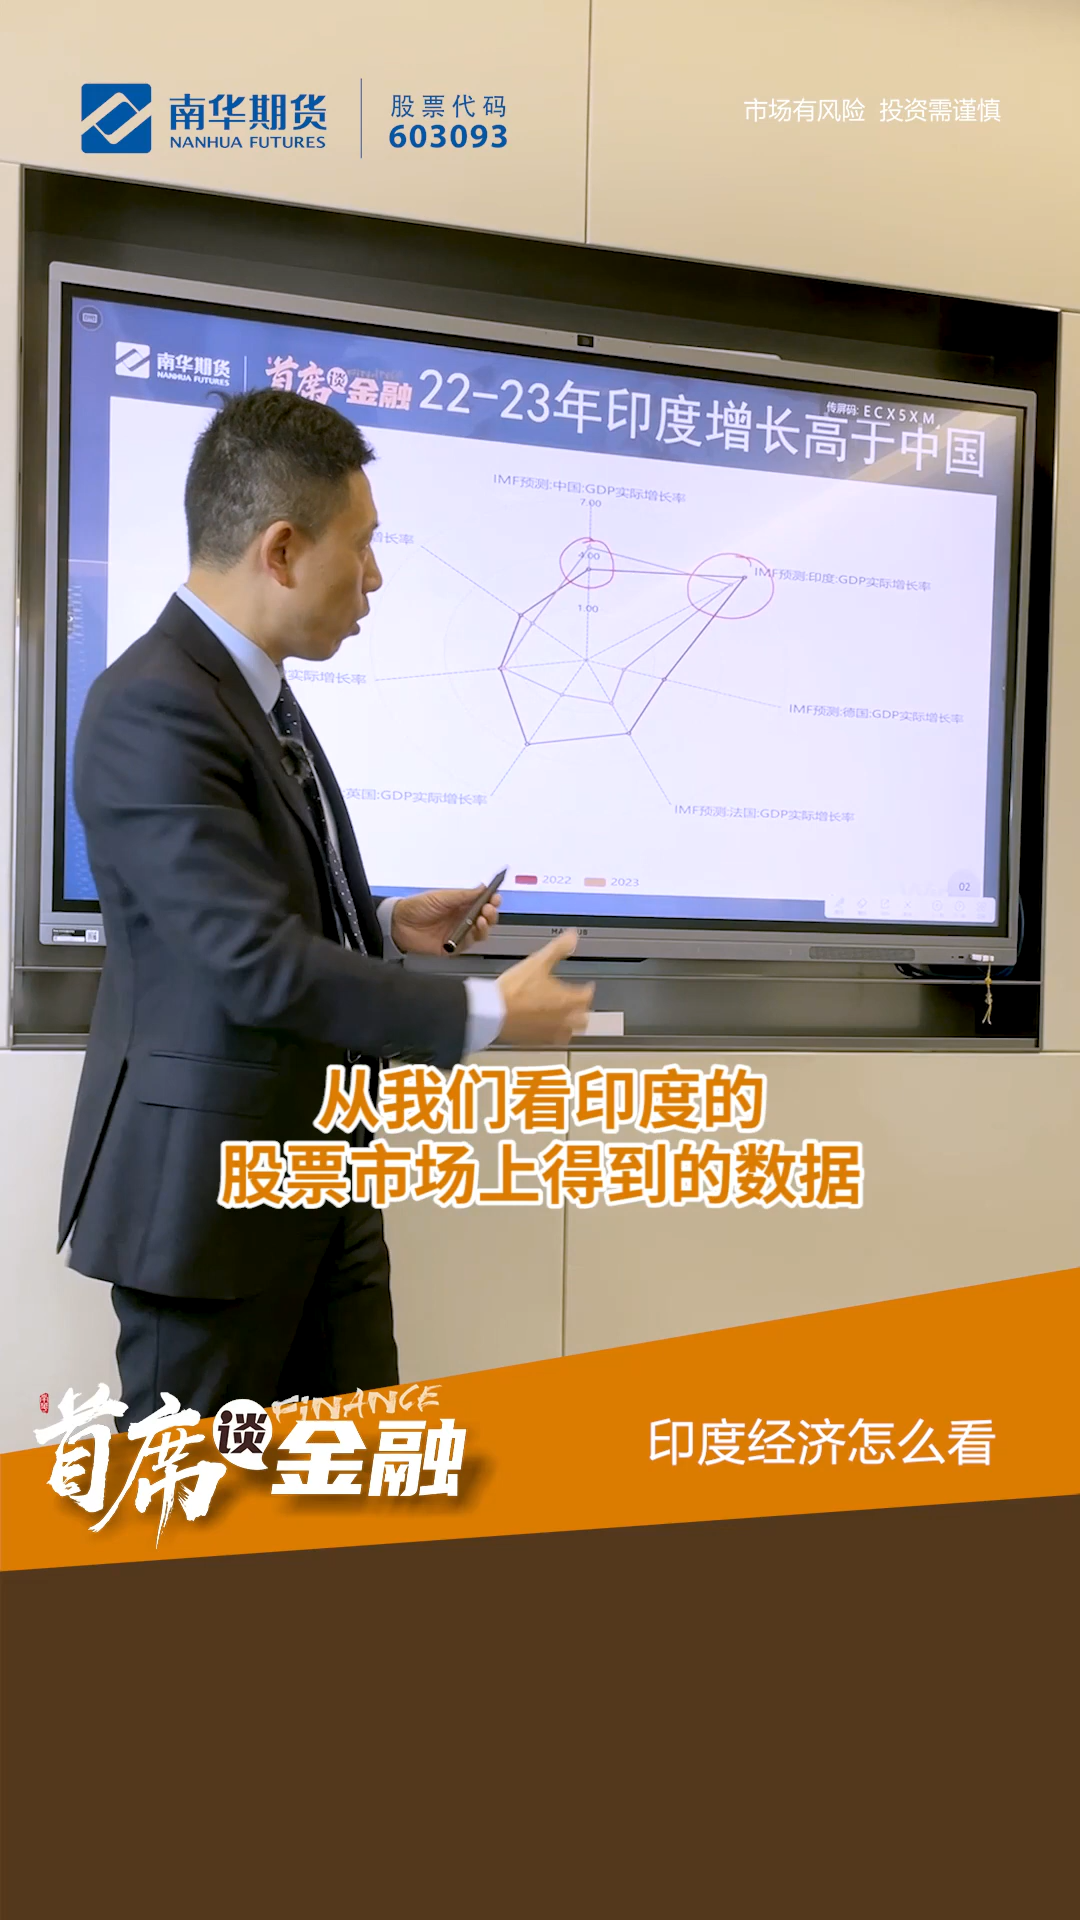 南华期货
NANHUA FUTURES
股票代码
603093
市场有风险 投资需谨慎
南华期货
NANHUA FUTURES
首席谈金融
22-23年印度增长高于中国
传屏码: ECX5XM
IMF预测:中国:GDP实际增长率
7.00
4.00
1.00
增长率
IMF预测:印度:GDP实际增长率
实际增长率
IMF预测:德国:GDP实际增长率
英国:GDP实际增长率
IMF预测:法国:GDP实际增长率
2022
2023
02
从我们看印度的
股票市场上得到的数据
首席谈金融
FINANCE
印度经济怎么看